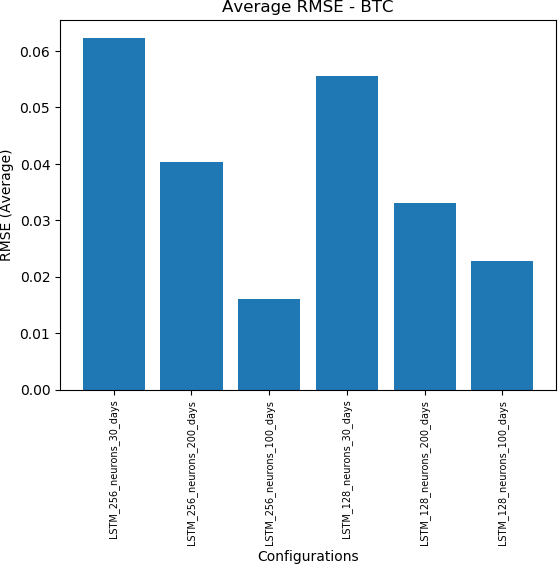 Average RMSE - BTC
RMSE (Average)
0.06
0.05
0.04
0.03
0.02
0.01
0.00
LSTM_256_neurons_30_days
LSTM_256_neurons_200_days
LSTM_256_neurons_100_days
LSTM_128_neurons_30_days
LSTM_128_neurons_200_days
LSTM_128_neurons_100_days
Configurations